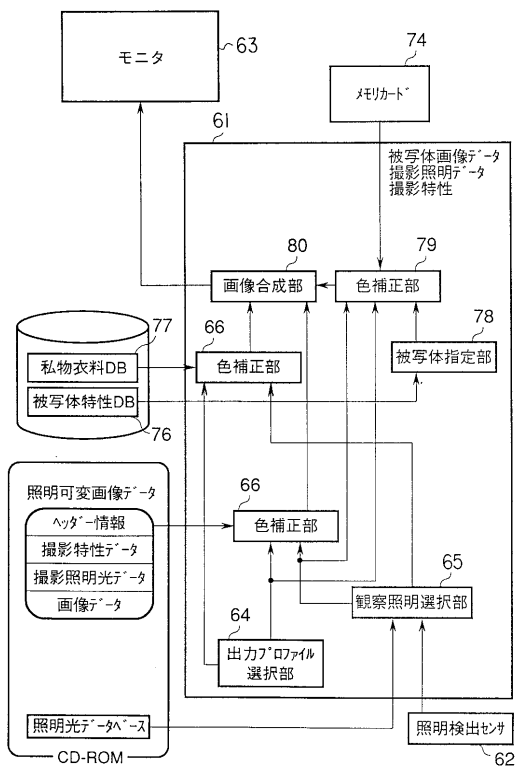 モニタ
63
74
メモリカード
61
被写体画像データ
撮影照明データ
撮影特性
80
画像合成部
79
色補正部
77
私物衣料DB
被写体特性DB
76
66
色補正部
78
被写体指定部
照明可変画像データ
ヘッダー情報
撮影特性データ
撮影照明光データ
画像データ
66
色補正部
65
観察照明選択部
64
出力プロファイル
選択部
照明光データベース
CD-ROM
照明検出センサ
62